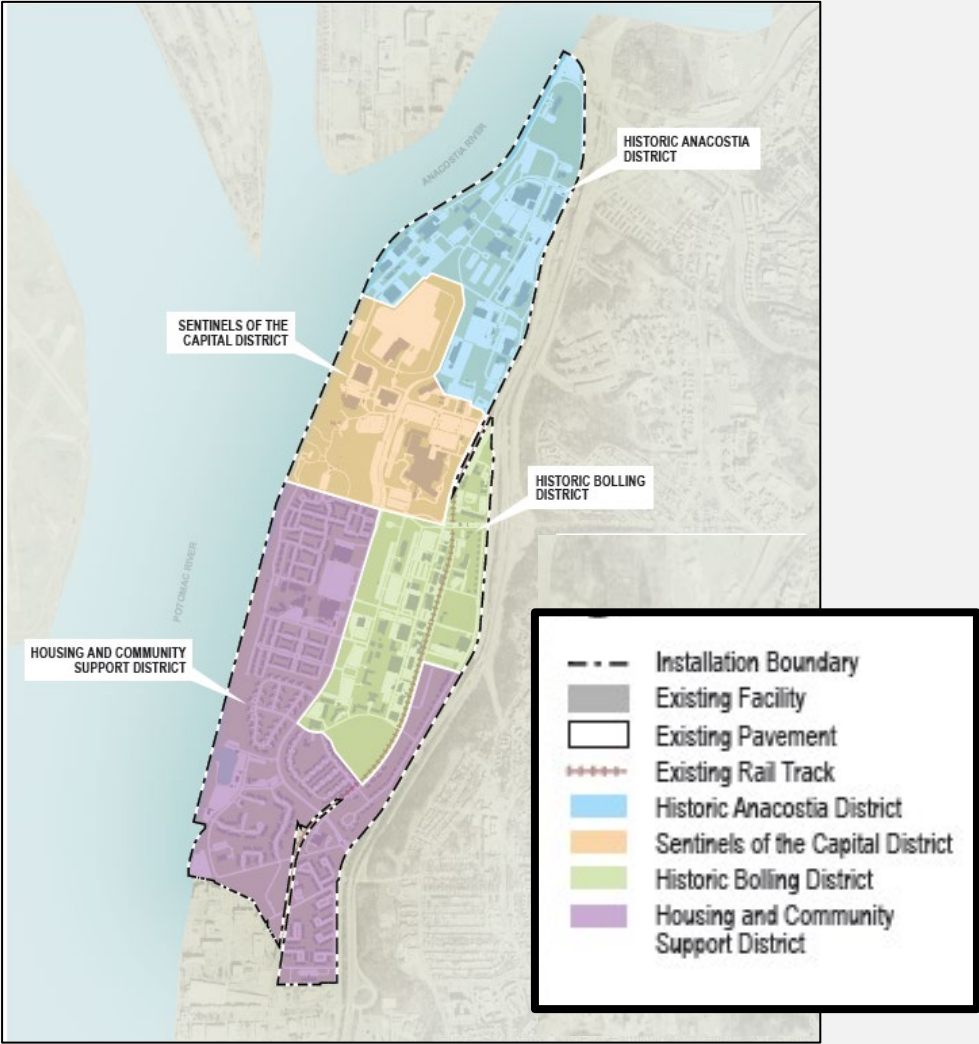 HISTORIC ANACOSTIA
DISTRICT
ANACOSTIA RIVER
SENTINELS OF THE
CAPITAL DISTRICT
HISTORIC BOLLING
DISTRICT
POTOMAC RIVER
HOUSING AND COMMUNITY
SUPPORT DISTRICT
Installation Boundary
Existing Facility
Existing Pavement
Existing Rail Track
Historic Anacostia District
Sentinels of the Capital District
Historic Bolling District
Housing and Community
Support District